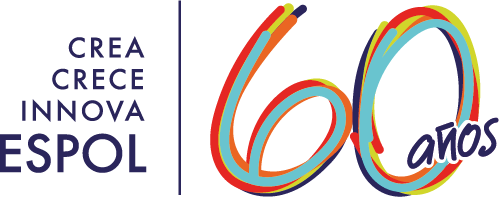 CREA
CRECE
INNOVA
ESPOL
60
años